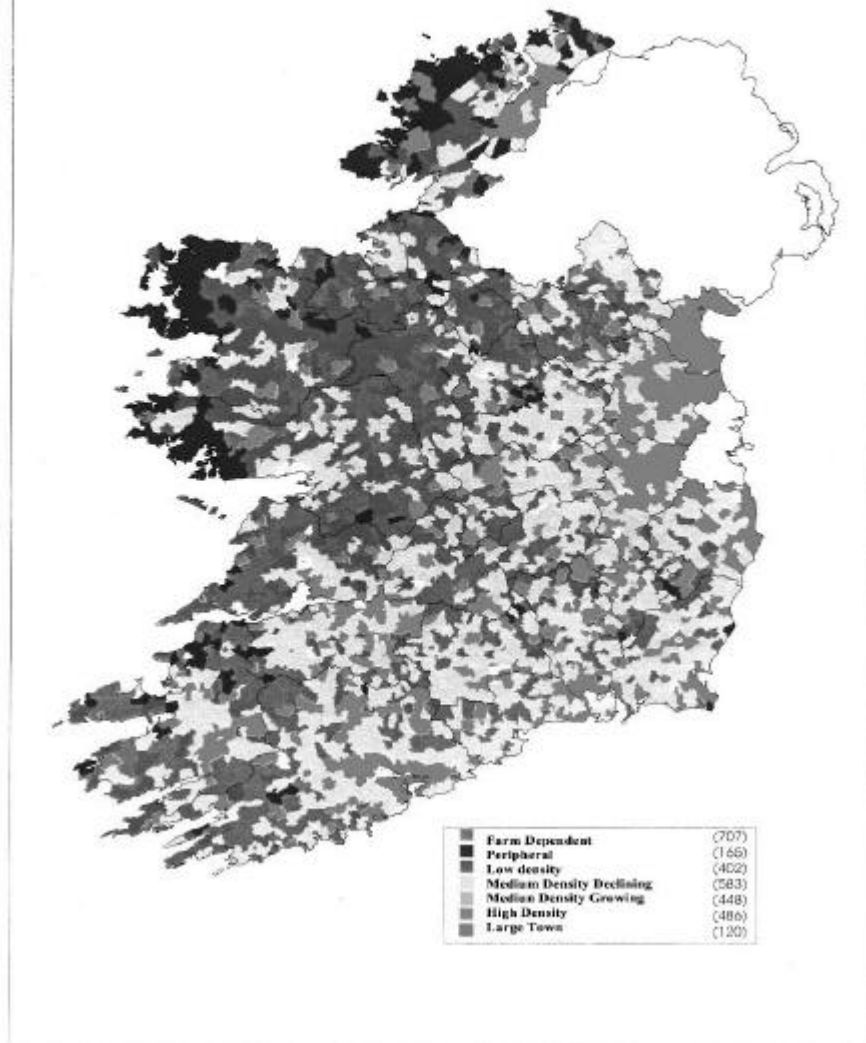 Farm Dependent (707)
Peripheral (165)
Low density (402)
Medium Density Declining (583)
Medium Density Growing (448)
High Density (486)
Large Town (120)